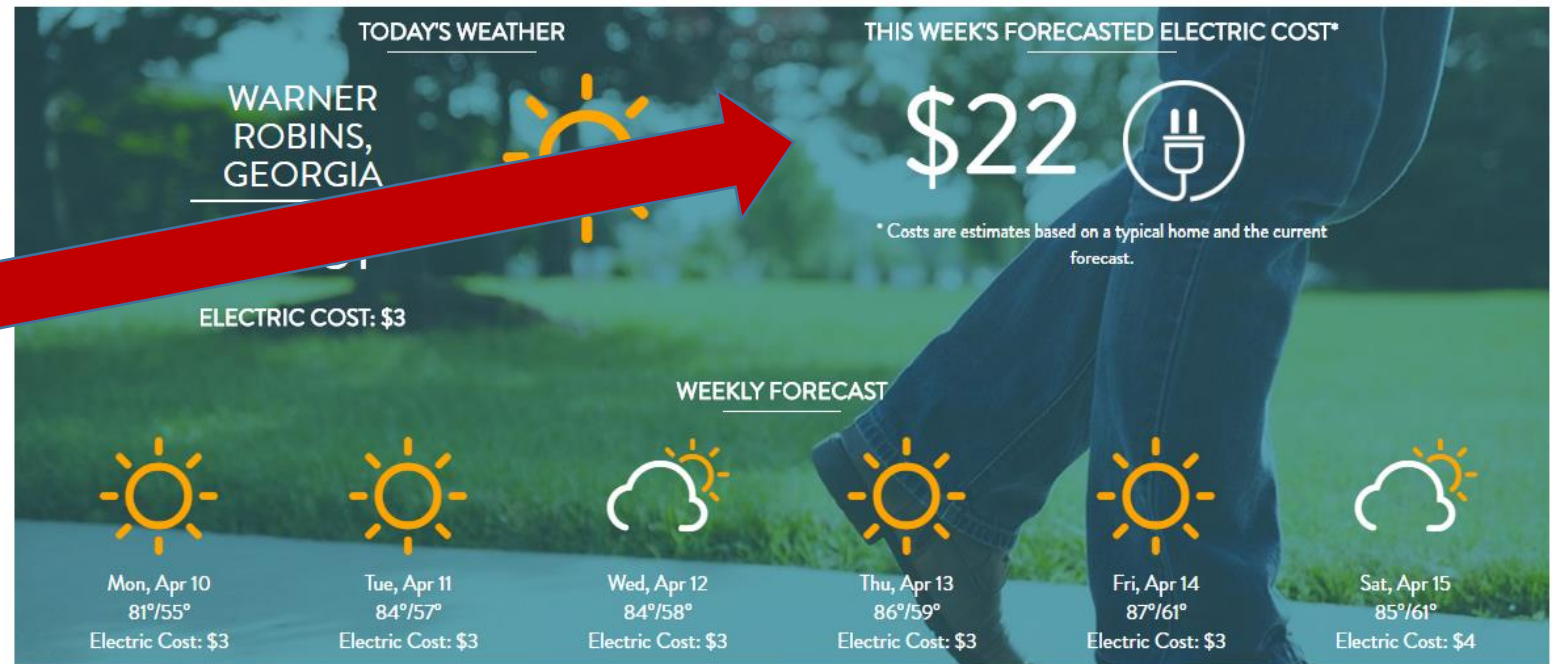 TODAY'S WEATHER
WARNER
ROBINS,
GEORGIA
ELECTRIC COST: $3
THIS WEEK'S FORECASTED ELECTRIC COST*
$22
* Costs are estimates based on a typical home and the current
forecast.
WEEKLY FORECAST
Mon, Apr 10
81°/55°
Electric Cost: $3
Tue, Apr 11
84°/57°
Electric Cost: $3
Wed, Apr 12
84°/58°
Electric Cost: $3
Thu, Apr 13
86°/59°
Electric Cost: $3
Fri, Apr 14
87°/61°
Electric Cost: $3
Sat, Apr 15
85°/61°
Electric Cost: $4